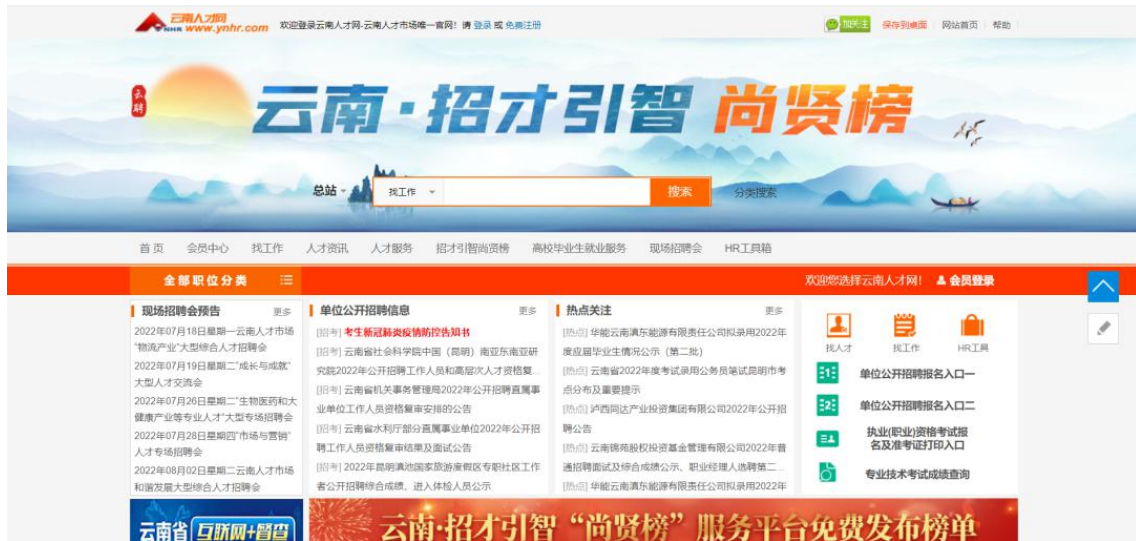 云南人才网
NHR www.ynhr.com
欢迎登录云南人才网-云南人才市场唯一官网！请 登录 或 免费注册
加关注
保存到桌面
网站首页
帮助
云聘
云南·招才引智 尚贤榜
总站
找工作
搜索
分类搜索
首页 会员中心 找工作 人才资讯 人才服务 招才引智尚贤榜 高校毕业生就业服务 现场招聘会 HR工具箱
全部职位分类
欢迎您选择云南人才网！
会员登录
现场招聘会预告 更多
2022年07月18日星期一云南人才市场
“物流产业”大型综合人才招聘会
2022年07月19日星期二“成长与成就”
大型人才交流会
2022年07月26日星期二“生物医药和大
健康产业等专业人才”大型专场招聘会
2022年07月28日星期四“市场与营销”
人才专场招聘会
2022年08月02日星期二云南人才市场
和谐发展大型综合人才招聘会
单位公开招聘信息 更多
[招考] 考生新冠肺炎疫情防控告知书
[招考] 云南省社会科学院中国（昆明）南亚东南亚研
究院2022年公开招聘工作人员和高层次人才资格复...
[招考] 云南省机关事务管理局2022年公开招聘直属事
业单位工作人员资格复审安排的公告
[招考] 云南省水利厅部分直属事业单位2022年公开招
聘工作人员资格复审结果及面试公告
[招考] 2022年昆明滇池国家旅游度假区专职社区工作
者公开招聘综合成绩、进入体检人员公示
热点关注 更多
[热点] 华能云南滇东能源有限责任公司拟录用2022年
度应届毕业生情况公示（第二批）
[热点] 云南省2022年度考试录用公务员笔试昆明市考
点分布及重要提示
[热点] 泸西同达产业投资集团有限公司2022年公开招
聘公告
[热点] 云南锦苑股权投资基金管理有限公司2022年普
通招聘面试及综合成绩公示、职业经理人选聘第二...
[热点] 华能云南滇东能源有限责任公司拟录用2022年
找人才
找工作
HR工具
1 单位公开招聘报名入口一
2 单位公开招聘报名入口二
执业(职业)资格考试报
名及准考证打印入口
专业技术考试成绩查询
云南省 互联网+督查
云南·招才引智“尚贤榜”服务平台免费发布榜单